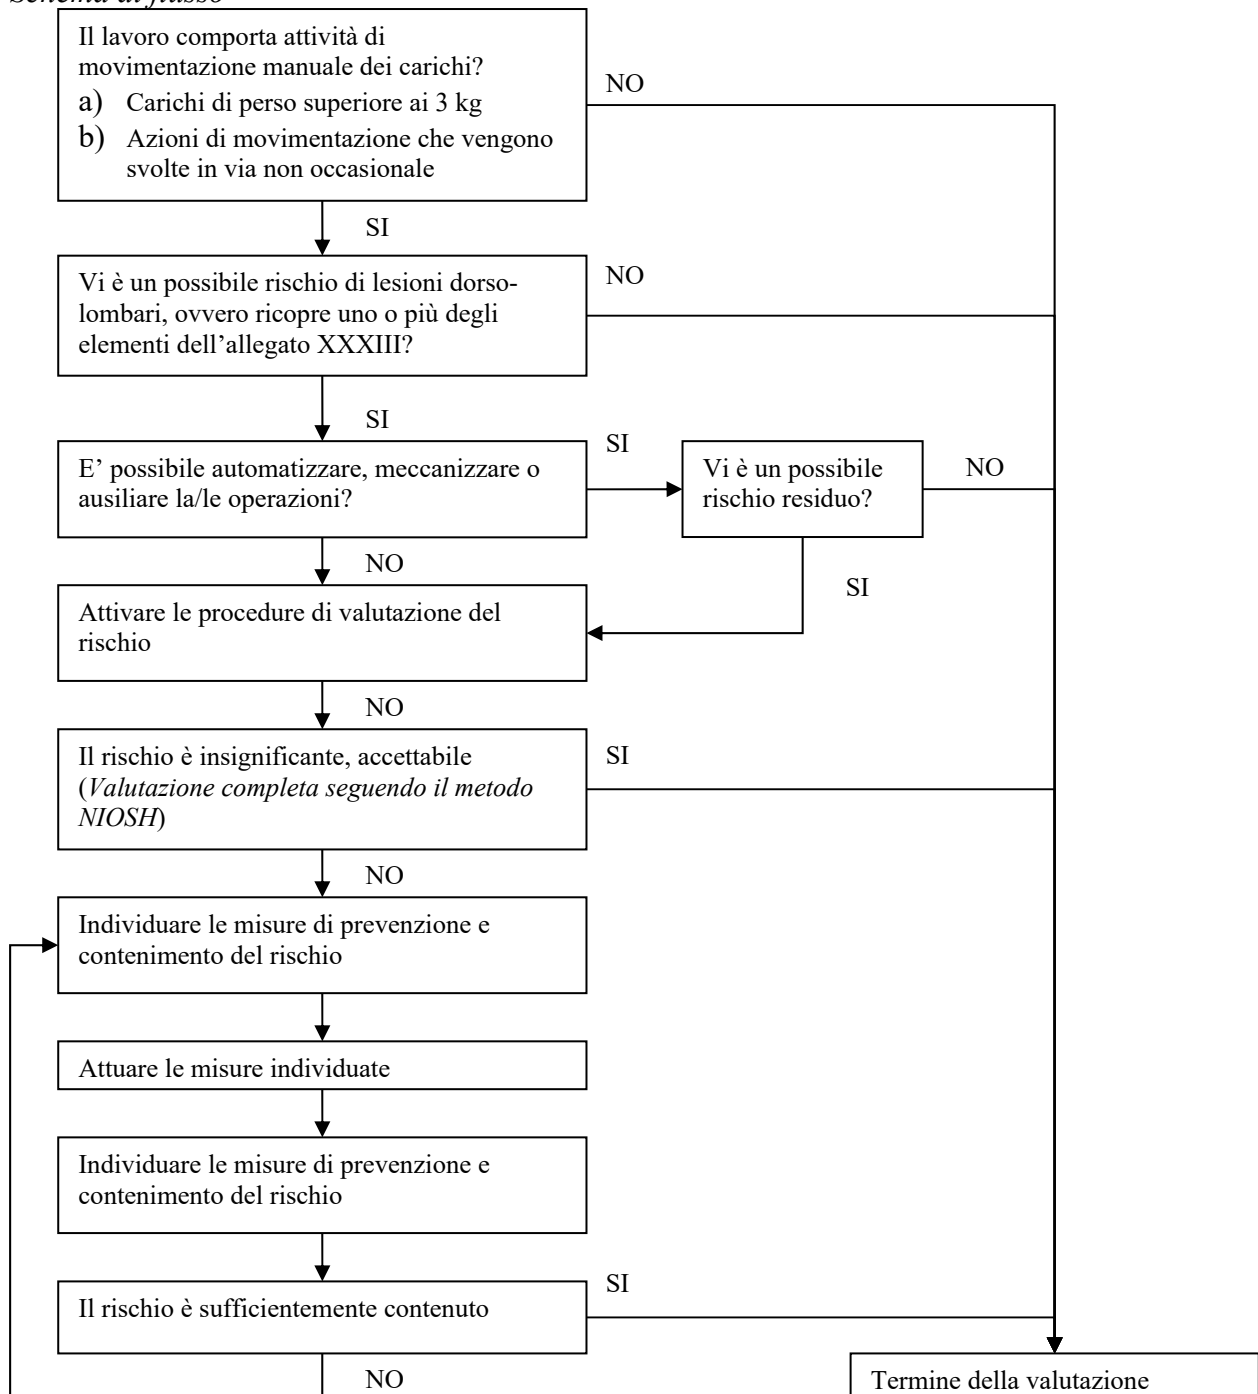 Schema di flusso
Il lavoro comporta attività di
movimentazione manuale dei carichi?
a) Carichi di perso superiore ai 3 kg
b) Azioni di movimentazione che vengono
svolte in via non occasionale
NO
SI
Vi è un possibile rischio di lesioni dorso-
lombari, ovvero ricopre uno o più degli
elementi dell’allegato XXXIII?
NO
SI
E’ possibile automatizzare, meccanizzare o
ausiliare la/le operazioni?
SI
Vi è un possibile
rischio residuo?
NO
NO
SI
Attivare le procedure di valutazione del
rischio
NO
Il rischio è insignificante, accettabile
(Valutazione completa seguendo il metodo
NIOSH)
SI
NO
Individuare le misure di prevenzione e
contenimento del rischio
Attuare le misure individuate
Individuare le misure di prevenzione e
contenimento del rischio
Il rischio è sufficientemente contenuto
SI
NO
Termine della valutazione